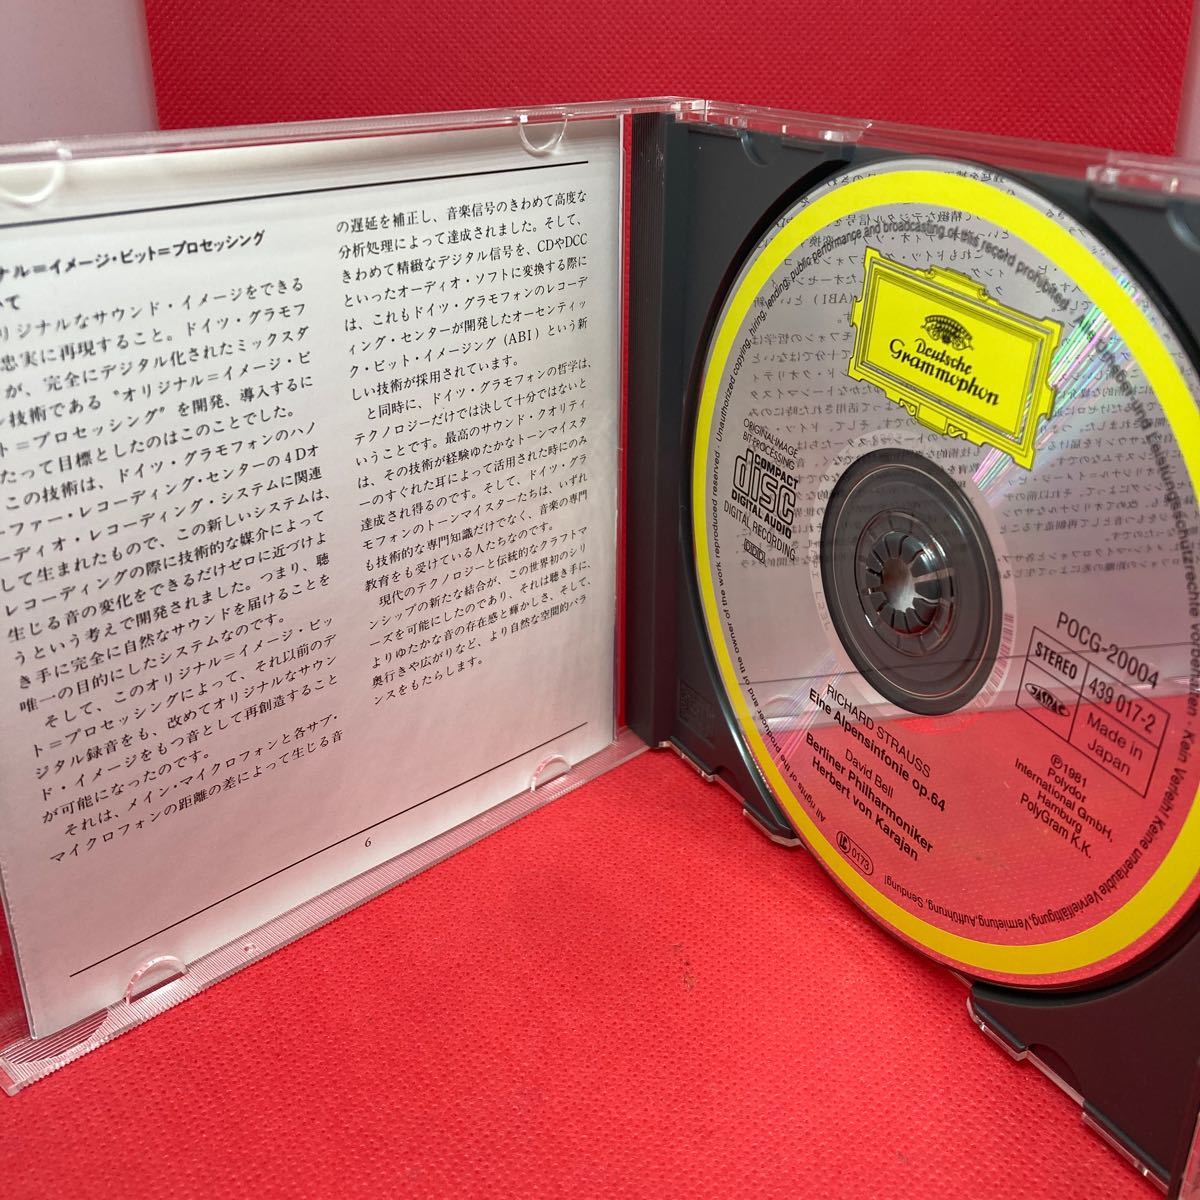 ナル＝イメージ・ビット＝プロセッシング
いて
リジナルなサウンド・イメージをできる
忠実に再現すること。ドイツ・グラモフ
が、完全にデジタル化されたミックスダ
ン技術である“オリジナル＝イメージ・ビ
ト＝プロセッシング”を開発、導入するに
たって目標としたのはこのことでした。
この技術は、ドイツ・グラモフォンのハノ
ーファー・レコーディング・センターの４Ｄオ
ーディオ・レコーディング・システムに関連
して生まれたもので、この新しいシステムは、
レコーディングの際に技術的な媒介によって
生じる音の変化をできるだけゼロに近づけよ
うという考えで開発されました。つまり、聴
き手に完全に自然なサウンドを届けることを
唯一の目的にしたシステムなのです。
そして、このオリジナル＝イメージ・ビッ
ト＝プロセッシングによって、それ以前のデ
ジタル録音をも、改めてオリジナルなサウン
ド・イメージをもつ音として再創造すること
が可能になったのです。
それは、メイン・マイクロフォンと各サブ・
マイクロフォンの距離の差によって生じる音
の遅延を補正し、音楽信号のきわめて高度な
分析処理によって達成されました。そして、
きわめて精緻なデジタル信号を、CDやDCC
といったオーディオ・ソフトに変換する際に
は、これもドイツ・グラモフォンのレコーデ
ィング・センターが開発したオーセンティッ
ク・ビット・イメージング(ABI)という新
しい技術が採用されています。
と同時に、ドイツ・グラモフォンの哲学は、
テクノロジーだけでは決して十分ではないと
いうことです。最高のサウンド・クオリティ
は、その技術が経験ゆたかなトーンマイスタ
ーのすぐれた耳によって活用された時にのみ
達成され得るのです。そして、ドイツ・グラ
モフォンのトーンマイスターたちは、いずれ
も技術的な専門知識だけでなく、音楽の専門
教育をも受けている人たちなのです。
現代のテクノロジーと伝統的なクラフトマ
ンシップの新たな結合が、この世界初のシリ
ーズを可能にしたのであり、それは聴き手に、
よりゆたかな音の存在感と輝かしさ、そして、
奥行きや広がりなど、より自然な空間的バラ
ンスをもたらします。
6
Deutsche
Grammophon
ORIGINAL-IMAGE
BIT-PROCESSING
COMPACT
disc
DIGITAL AUDIO
DIGITAL RECORDING
DDD
POCG-20004
STEREO
439 017-2
JASRAC
Made in
Japan
℗1981
Polydor
International GmbH,
Hamburg
PolyGram K.K.
RICHARD STRAUSS
Eine Alpensinfonie op.64
David Bell
Berliner Philharmoniker
Herbert von Karajan
LC 0173
All rights of the producer and of the owner of the work reproduced reserved. Unauthorized copying, hiring, lending, public performance and broadcasting of this record prohibited.
Urheber- und Leistungsschutzrechte vorbehalten. Kein Verleih! Keine unerlaubte Vervielfältigung, Vermietung, Aufführung, Sendung!